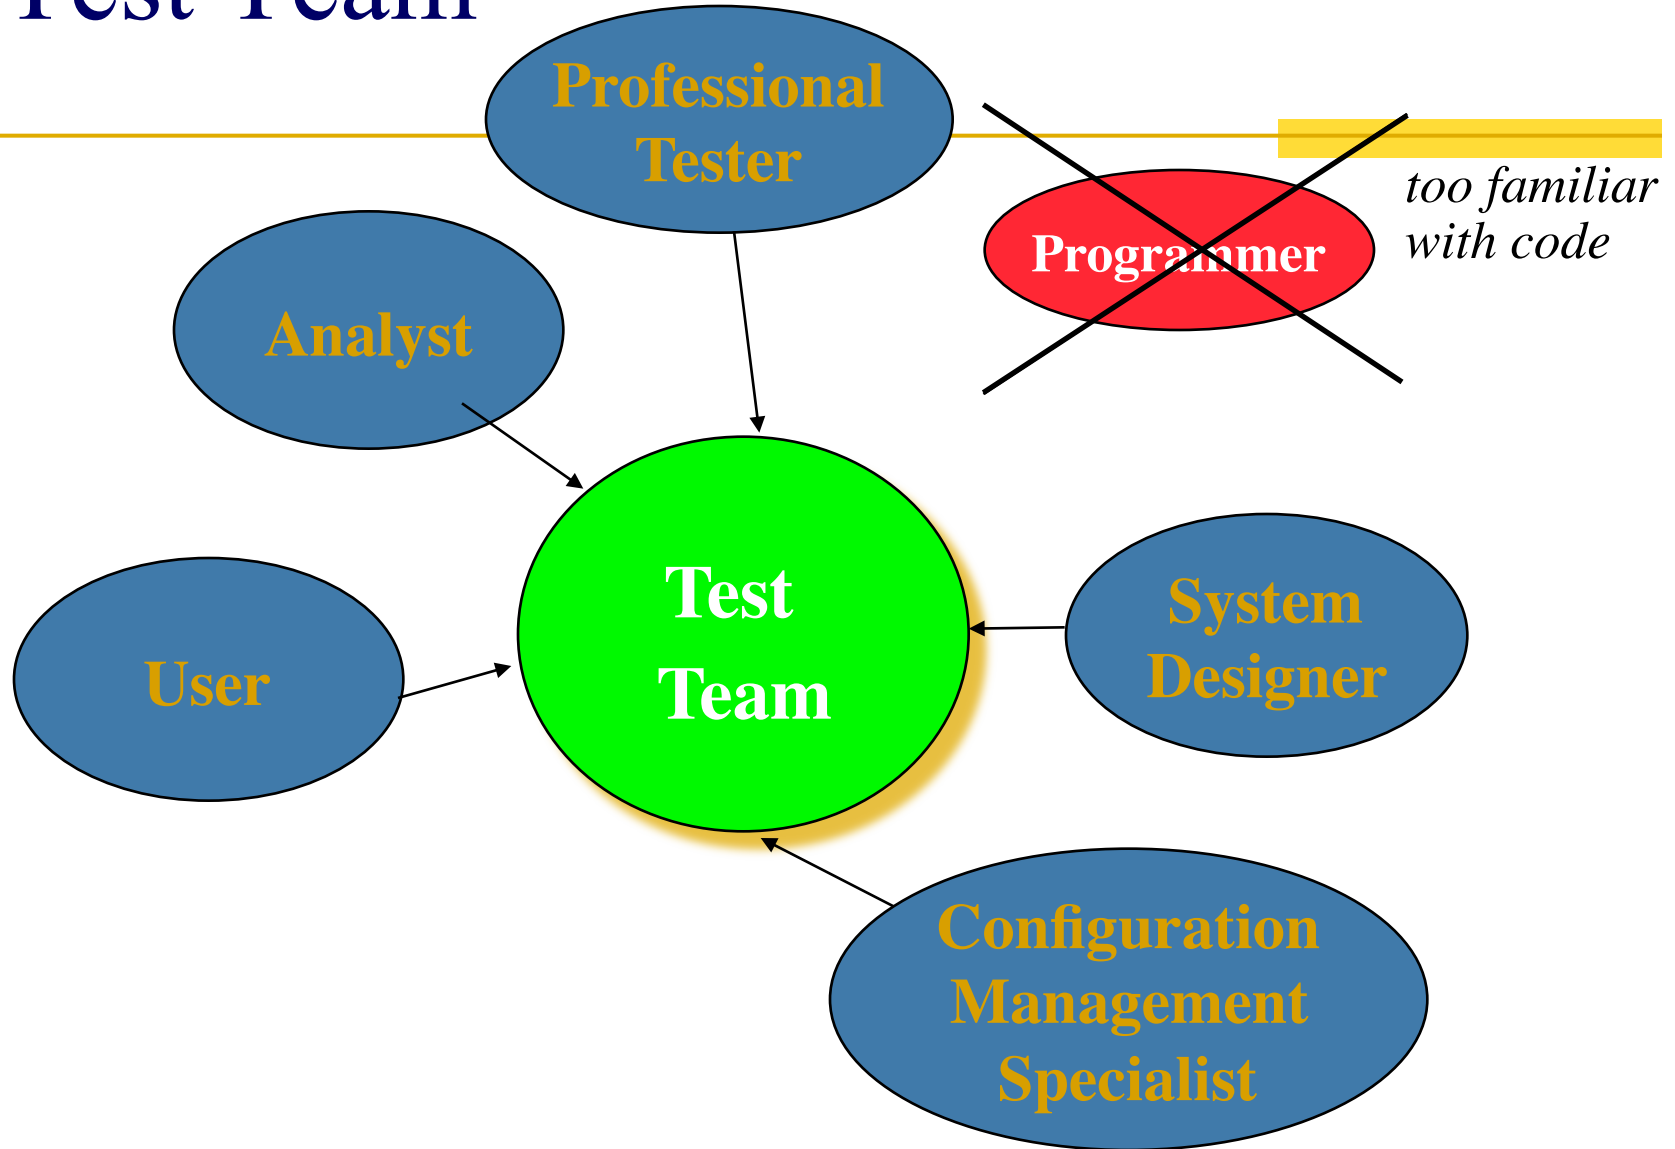 Test Team
Professional
Tester
too familiar
with code
Programmer
Analyst
Test
Team
System
Designer
User
Configuration
Management
Specialist